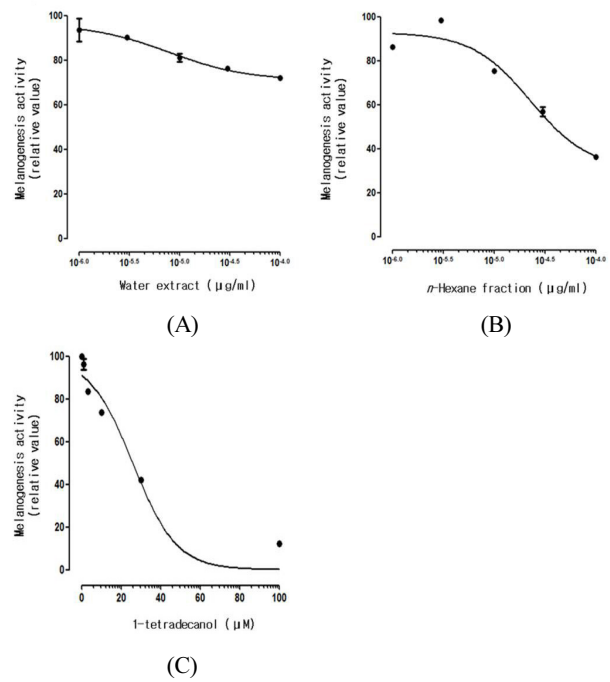 Melanogenesis activity
(relative value)
100
80
60
40
20
0
10-6.0 10-5.5 10-5.0 10-4.5 10-4.0
Water extract (μg/ml)
(A)
Melanogenesis activity
(relative value)
100
80
60
40
20
0
10-6.0 10-5.5 10-5.0 10-4.5 10-4.0
n-Hexane fraction (μg/ml)
(B)
Melanogenesis activity
(relative value)
100
80
60
40
20
0
0 20 40 60 80 100
1-tetradecanol (μM)
(C)